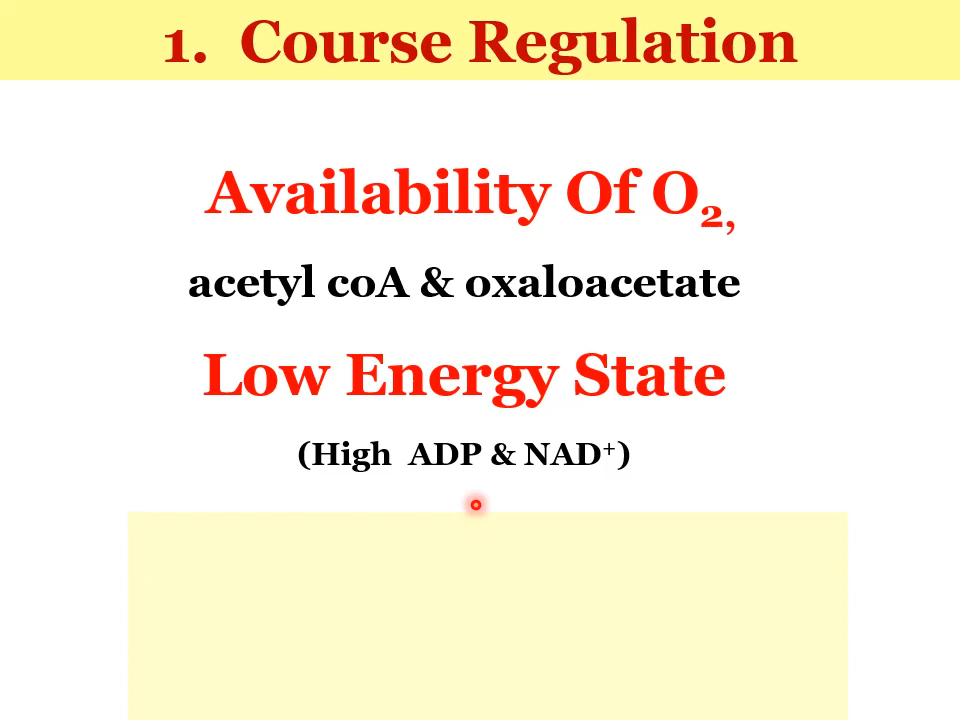 1. Course Regulation
Availability Of O₂,
acetyl coA & oxaloacetate
Low Energy State
(High ADP & NAD⁺)